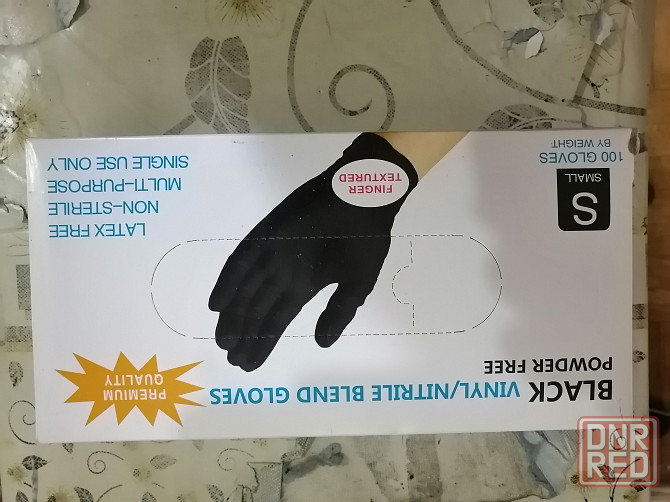 BLACK VINYL/NITRILE BLEND GLOVES
POWDER FREE
PREMIUM
QUALITY
S
SMALL
100 GLOVES
BY WEIGHT
FINGER
TEXTURED
LATEX FREE
NON-STERILE
MULTI-PURPOSE
SINGLE USE ONLY
DNR
RED